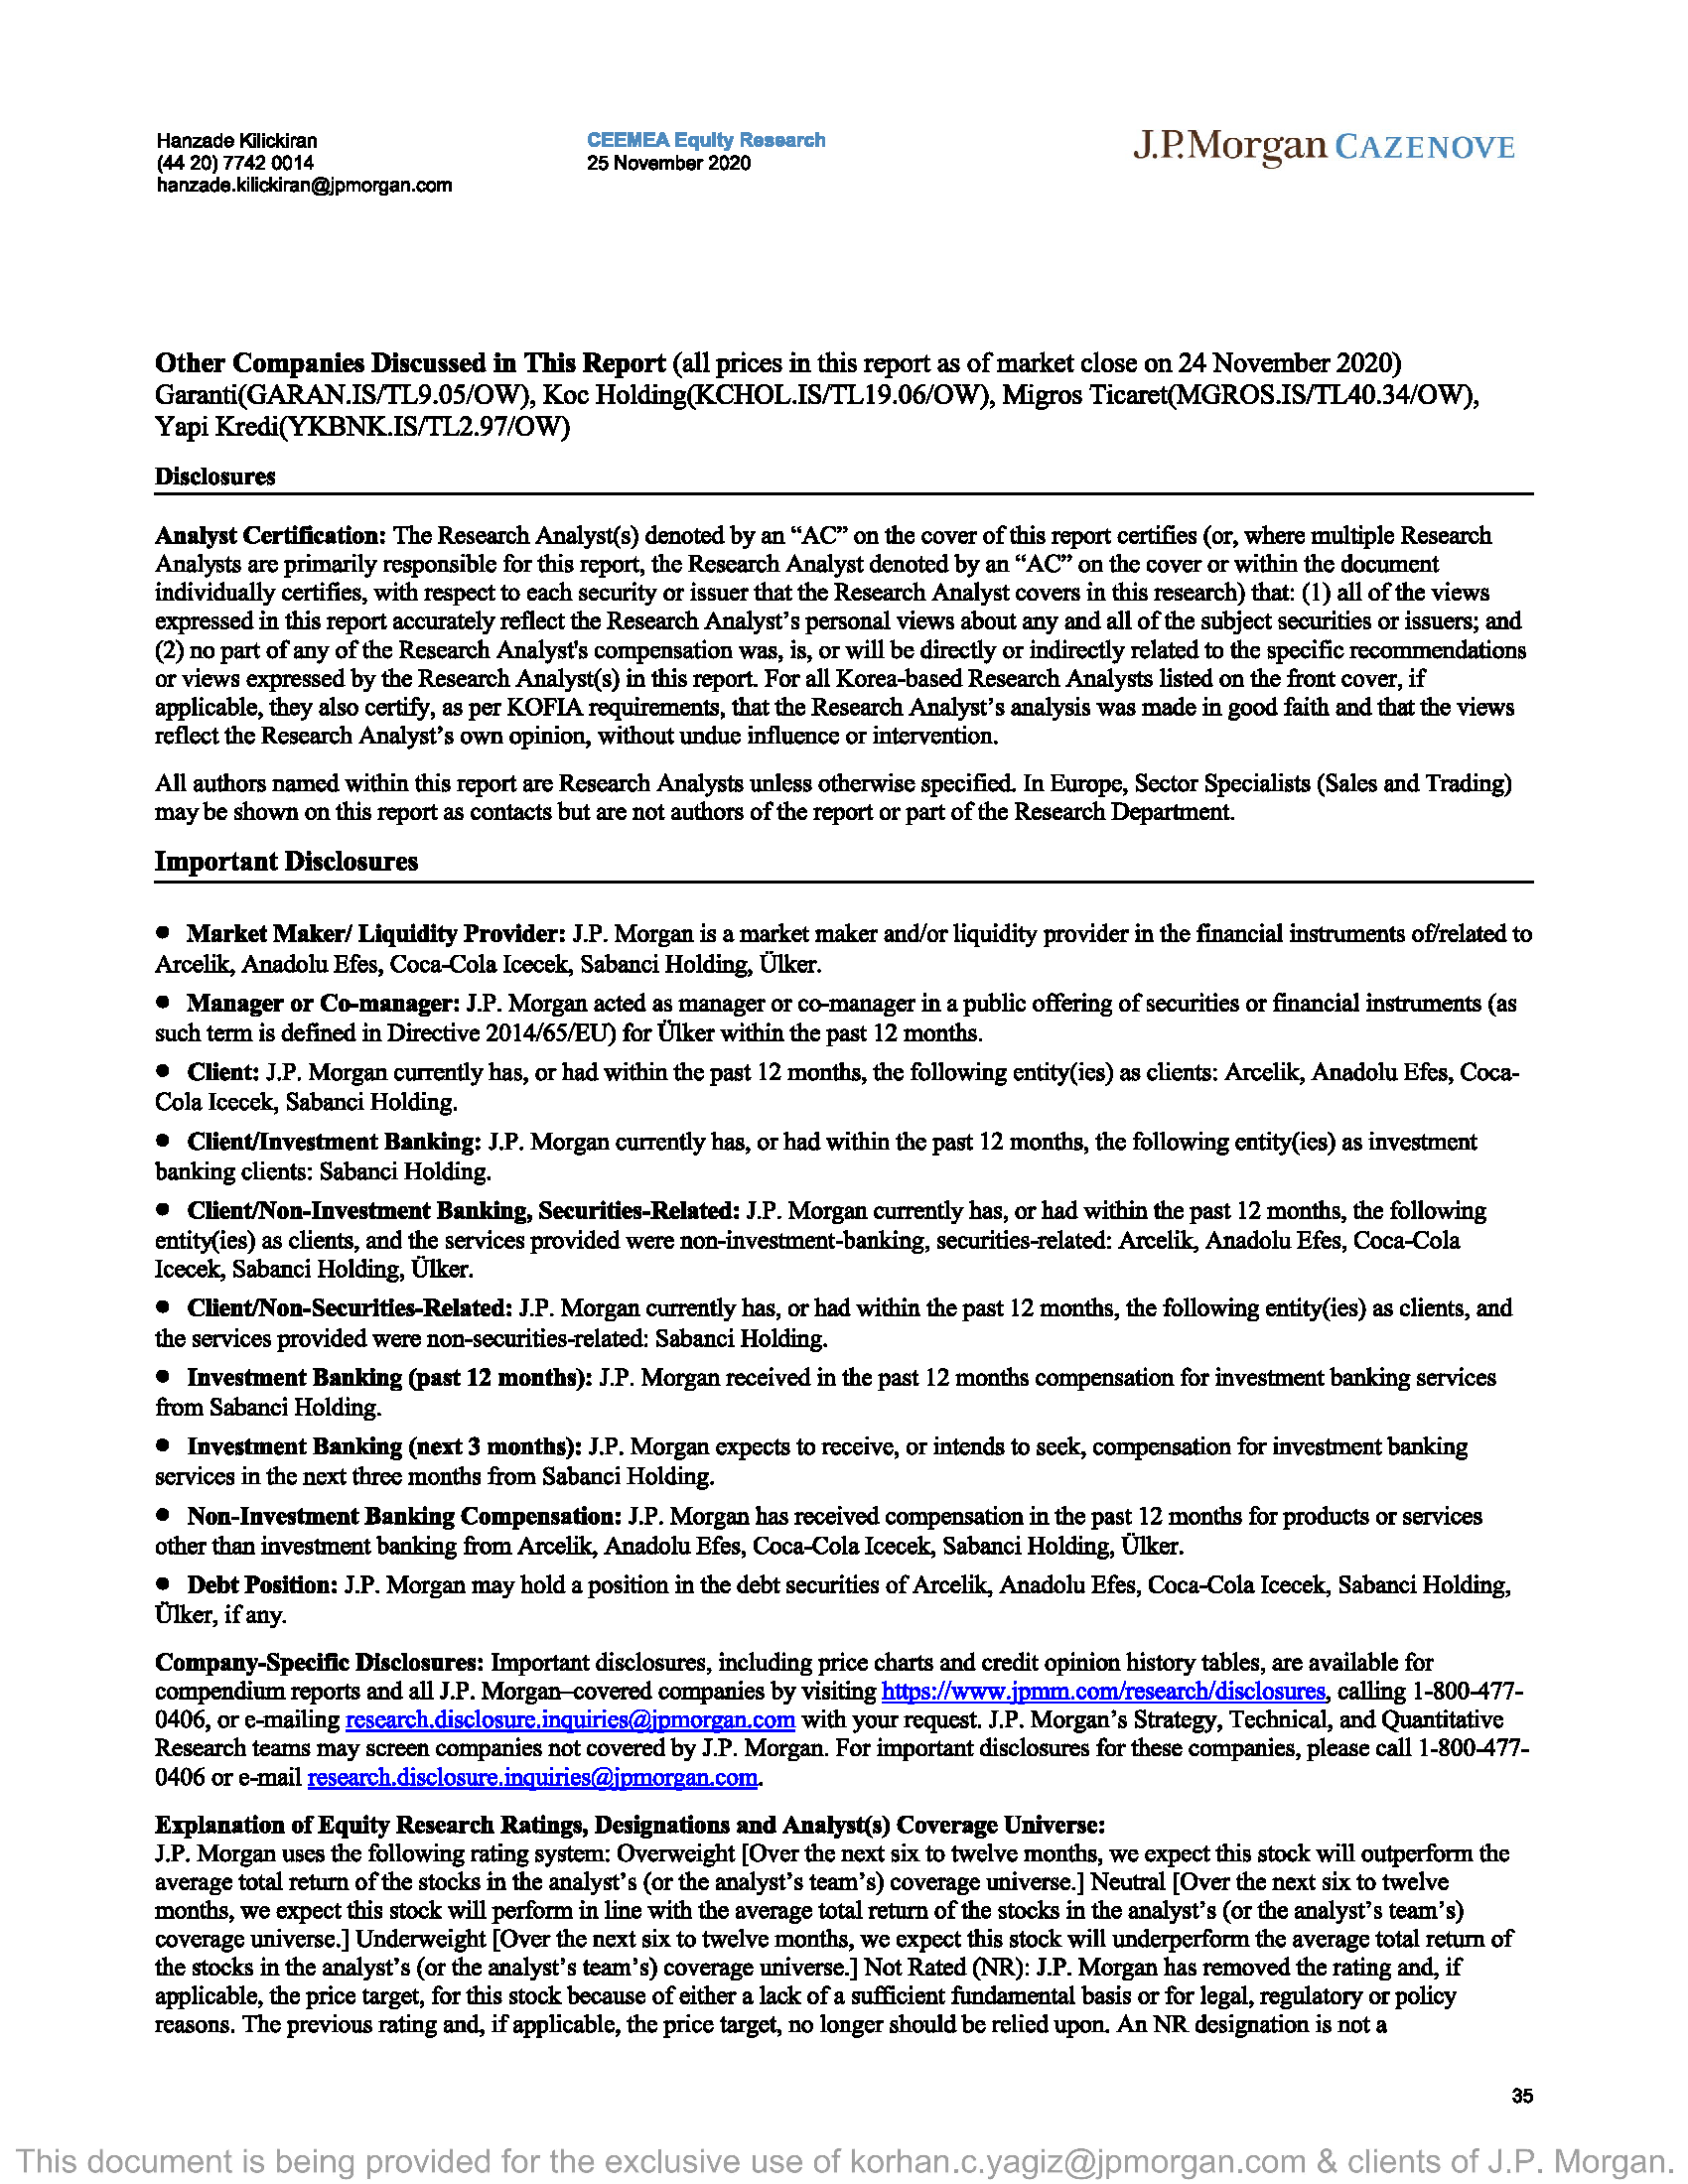 Hanzade Kilickiran
(44 20) 7742 0014
hanzade.kilickiran@jpmorgan.com
CEEMEA Equity Research
25 November 2020
J.P.Morgan CAZENOVE
Other Companies Discussed in This Report (all prices in this report as of market close on 24 November 2020)
Garanti(GARAN.IS/TL9.05/OW), Koc Holding(KCHOL.IS/TL19.06/OW), Migros Ticaret(MGROS.IS/TL40.34/OW),
Yapi Kredi(YKBNK.IS/TL2.97/OW)
Disclosures
Analyst Certification: The Research Analyst(s) denoted by an “AC” on the cover of this report certifies (or, where multiple Research
Analysts are primarily responsible for this report, the Research Analyst denoted by an “AC” on the cover or within the document
individually certifies, with respect to each security or issuer that the Research Analyst covers in this research) that: (1) all of the views
expressed in this report accurately reflect the Research Analyst’s personal views about any and all of the subject securities or issuers; and
(2) no part of any of the Research Analyst's compensation was, is, or will be directly or indirectly related to the specific recommendations
or views expressed by the Research Analyst(s) in this report. For all Korea-based Research Analysts listed on the front cover, if
applicable, they also certify, as per KOFIA requirements, that the Research Analyst’s analysis was made in good faith and that the views
reflect the Research Analyst’s own opinion, without undue influence or intervention.
All authors named within this report are Research Analysts unless otherwise specified. In Europe, Sector Specialists (Sales and Trading)
may be shown on this report as contacts but are not authors of the report or part of the Research Department.
Important Disclosures
• Market Maker/ Liquidity Provider: J.P. Morgan is a market maker and/or liquidity provider in the financial instruments of/related to
Arcelik, Anadolu Efes, Coca-Cola Icecek, Sabanci Holding, Ülker.
• Manager or Co-manager: J.P. Morgan acted as manager or co-manager in a public offering of securities or financial instruments (as
such term is defined in Directive 2014/65/EU) for Ülker within the past 12 months.
• Client: J.P. Morgan currently has, or had within the past 12 months, the following entity(ies) as clients: Arcelik, Anadolu Efes, Coca-
Cola Icecek, Sabanci Holding.
• Client/Investment Banking: J.P. Morgan currently has, or had within the past 12 months, the following entity(ies) as investment
banking clients: Sabanci Holding.
• Client/Non-Investment Banking, Securities-Related: J.P. Morgan currently has, or had within the past 12 months, the following
entity(ies) as clients, and the services provided were non-investment-banking, securities-related: Arcelik, Anadolu Efes, Coca-Cola
Icecek, Sabanci Holding, Ülker.
• Client/Non-Securities-Related: J.P. Morgan currently has, or had within the past 12 months, the following entity(ies) as clients, and
the services provided were non-securities-related: Sabanci Holding.
• Investment Banking (past 12 months): J.P. Morgan received in the past 12 months compensation for investment banking services
from Sabanci Holding.
• Investment Banking (next 3 months): J.P. Morgan expects to receive, or intends to seek, compensation for investment banking
services in the next three months from Sabanci Holding.
• Non-Investment Banking Compensation: J.P. Morgan has received compensation in the past 12 months for products or services
other than investment banking from Arcelik, Anadolu Efes, Coca-Cola Icecek, Sabanci Holding, Ülker.
• Debt Position: J.P. Morgan may hold a position in the debt securities of Arcelik, Anadolu Efes, Coca-Cola Icecek, Sabanci Holding,
Ülker, if any.
Company-Specific Disclosures: Important disclosures, including price charts and credit opinion history tables, are available for
compendium reports and all J.P. Morgan–covered companies by visiting https://www.jpmm.com/research/disclosures, calling 1-800-477-
0406, or e-mailing research.disclosure.inquiries@jpmorgan.com with your request. J.P. Morgan’s Strategy, Technical, and Quantitative
Research teams may screen companies not covered by J.P. Morgan. For important disclosures for these companies, please call 1-800-477-
0406 or e-mail research.disclosure.inquiries@jpmorgan.com.
Explanation of Equity Research Ratings, Designations and Analyst(s) Coverage Universe:
J.P. Morgan uses the following rating system: Overweight [Over the next six to twelve months, we expect this stock will outperform the
average total return of the stocks in the analyst’s (or the analyst’s team’s) coverage universe.] Neutral [Over the next six to twelve
months, we expect this stock will perform in line with the average total return of the stocks in the analyst’s (or the analyst’s team’s)
coverage universe.] Underweight [Over the next six to twelve months, we expect this stock will underperform the average total return of
the stocks in the analyst’s (or the analyst’s team’s) coverage universe.] Not Rated (NR): J.P. Morgan has removed the rating and, if
applicable, the price target, for this stock because of either a lack of a sufficient fundamental basis or for legal, regulatory or policy
reasons. The previous rating and, if applicable, the price target, no longer should be relied upon. An NR designation is not a
35
This document is being provided for the exclusive use of korhan.c.yagiz@jpmorgan.com & clients of J.P. Morgan.